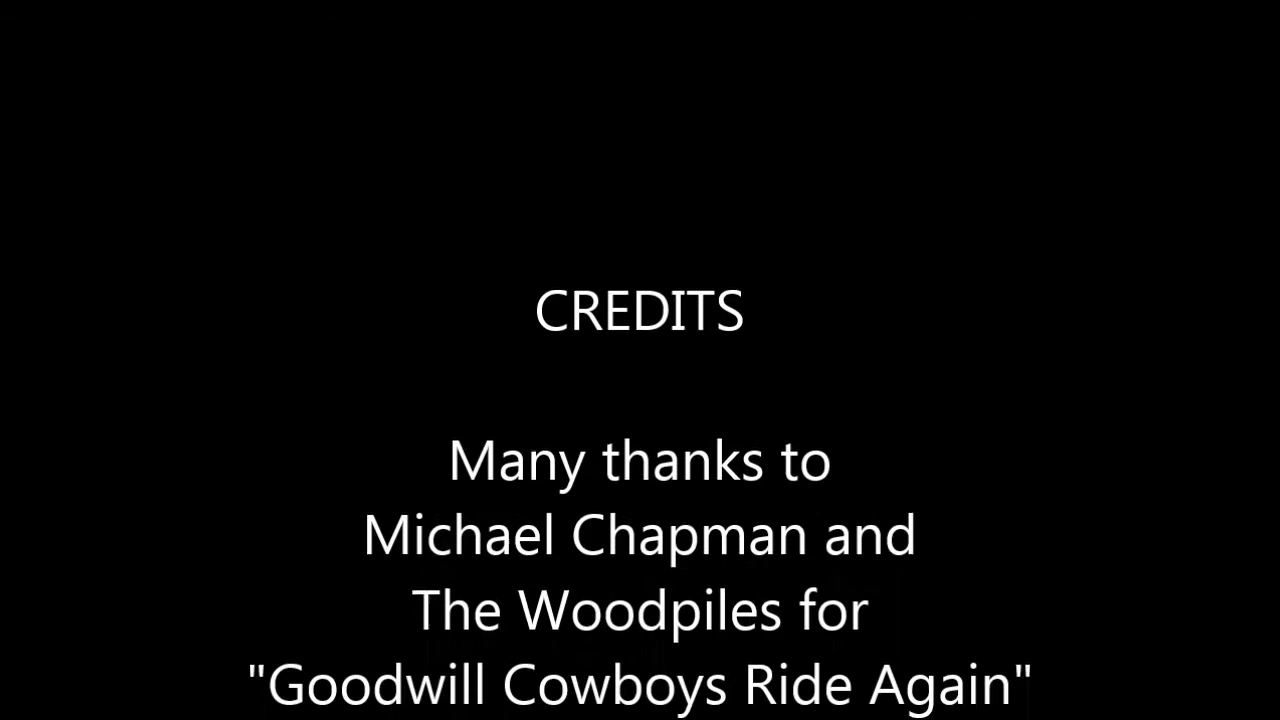 CREDITS
Many thanks to
Michael Chapman and
The Woodpiles for
"Goodwill Cowboys Ride Again"